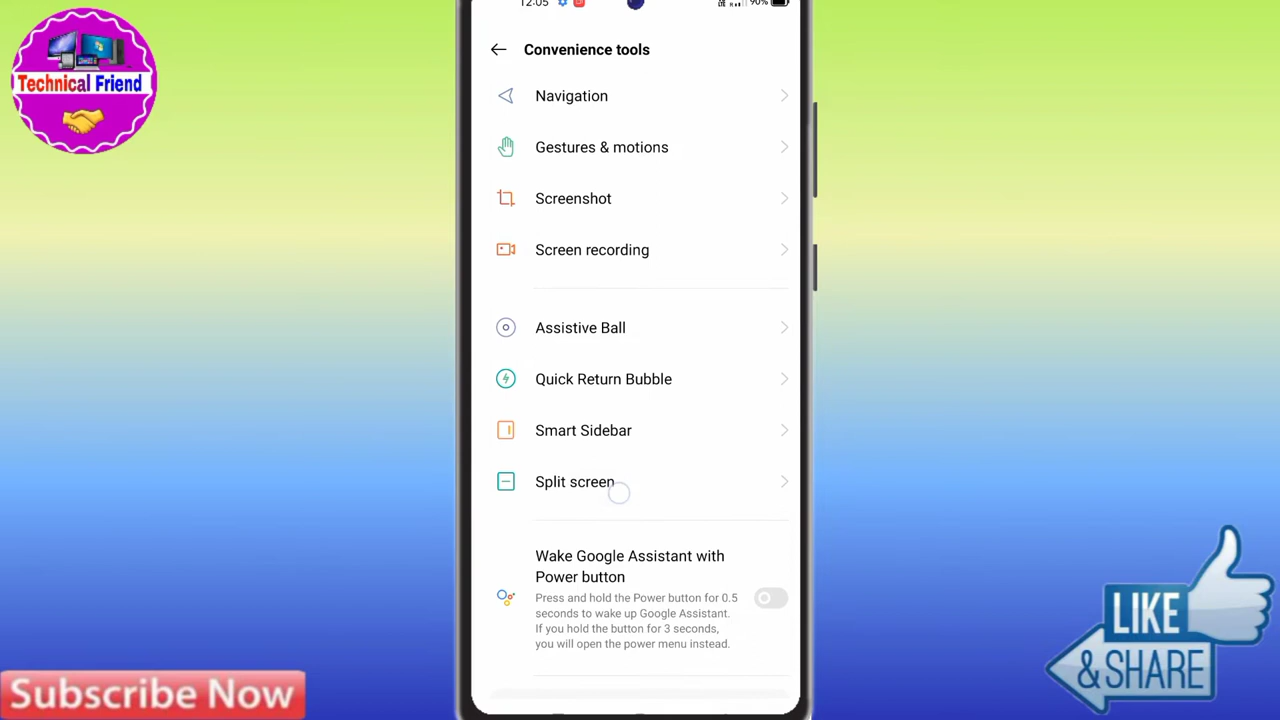 12:05
90%
Technical Friend
Convenience tools
Navigation
Gestures & motions
Screenshot
Screen recording
Assistive Ball
Quick Return Bubble
Smart Sidebar
Split screen
Wake Google Assistant with
Power button
Press and hold the Power button for 0.5
seconds to wake up Google Assistant.
If you hold the button for 3 seconds,
you will open the power menu instead.
LIKE
& SHARE
Subscribe Now